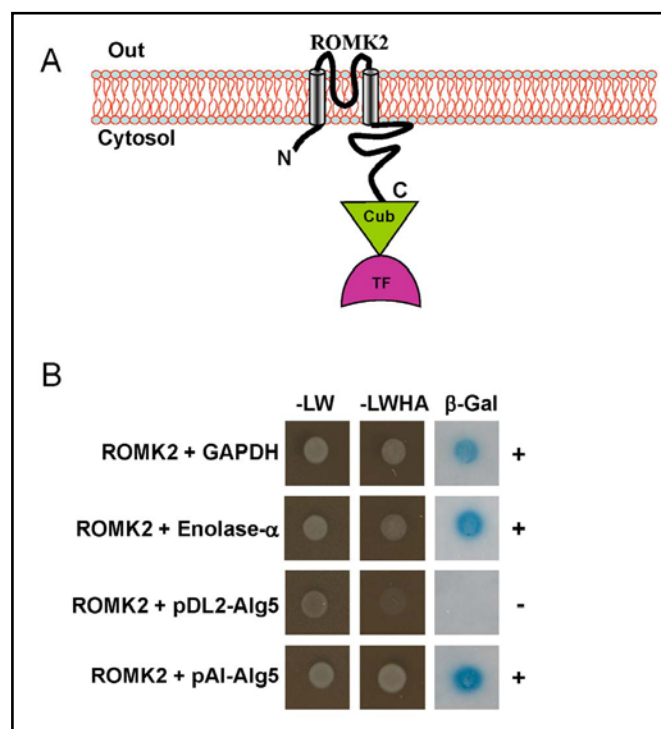 A
Out
ROMK2
Cytosol
N
C
Cub
TF
B
-LW -LWHA β-Gal
ROMK2 + GAPDH +
ROMK2 + Enolase-α +
ROMK2 + pDL2-Alg5 -
ROMK2 + pAI-Alg5 +